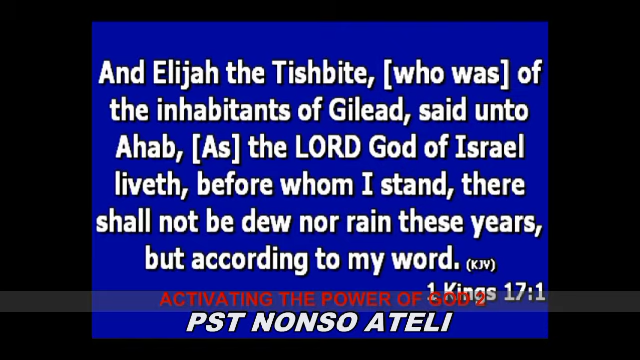 And Elijah the Tishbite, [who was] of
the inhabitants of Gilead, said unto
Ahab, [As] the LORD God of Israel
liveth, before whom I stand, there
shall not be dew nor rain these years,
but according to my word. (KJV)
1 Kings 17:1
ACTIVATING THE POWER OF GOD 2
PST NONSO ATELI